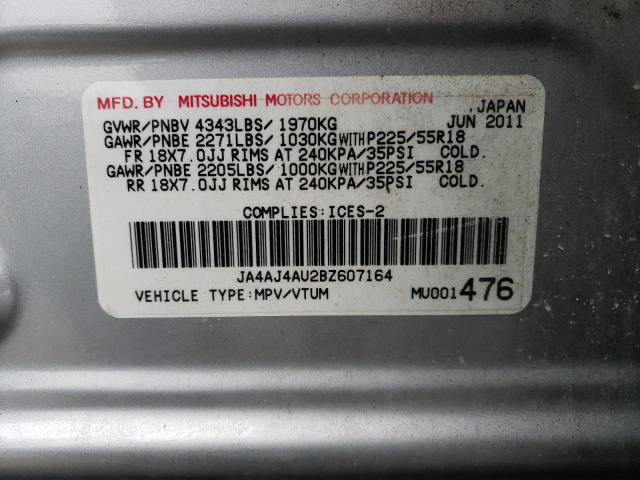 MFD. BY MITSUBISHI MOTORS CORPORATION , JAPAN
GVWR/PNBV 4343LBS/ 1970KG JUN 2011
GAWR/PNBE 2271LBS/ 1030KG WITH P225/55R18
FR 18X7.0JJ RIMS AT 240KPA/35PSI COLD.
GAWR/PNBE 2205LBS/ 1000KG WITH P225/55R18
RR 18X7.0JJ RIMS AT 240KPA/35PSI COLD.
COMPLIES:ICES-2
JA4AJ4AU2BZ607164
VEHICLE TYPE:MPV/VTUM MU001476